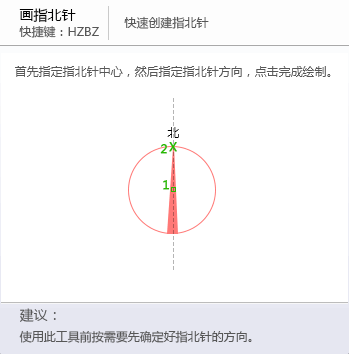 画指北针
快捷键：HZBZ
快速创建指北针
首先指定指北针中心，然后指定指北针方向，点击完成绘制。
北
2X
1
建议：
使用此工具前按需要先确定好指北针的方向。